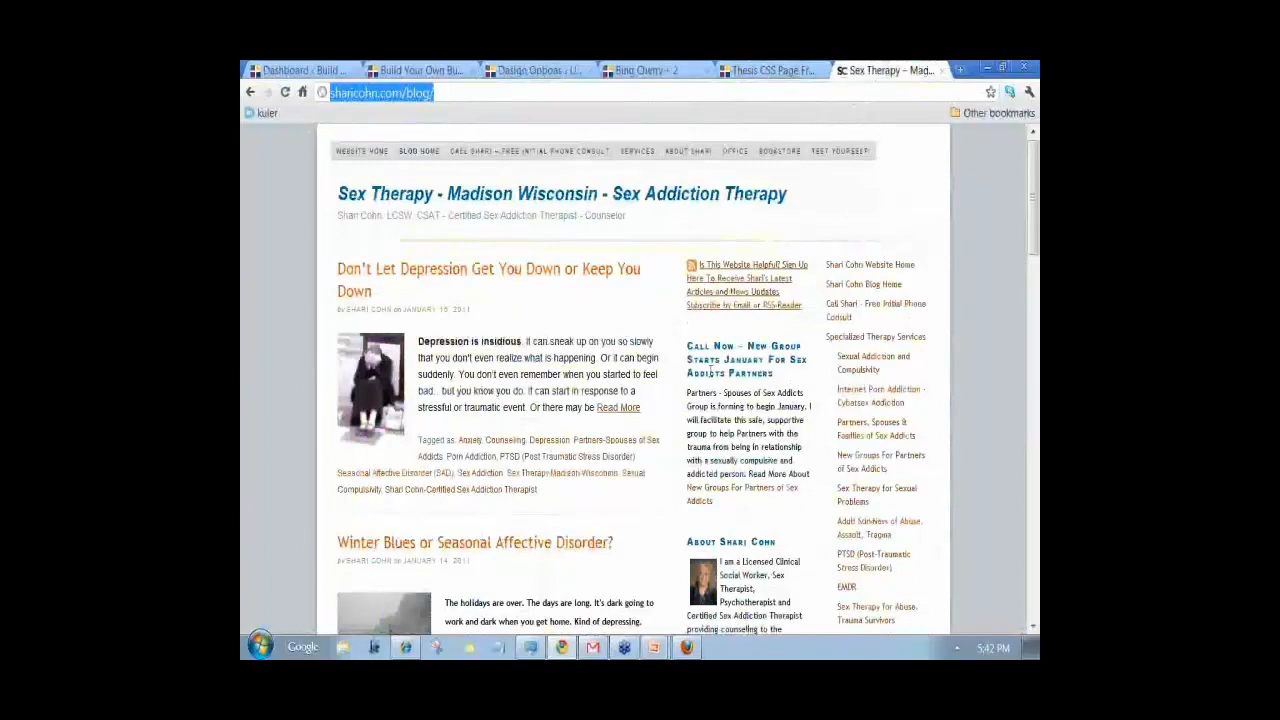 Dashboard ‹ Build ...
Build Your Own Bu...
Design Options ‹ U...
Bing Cherry – 2
Thesis CSS Page Fr...
SC Sex Therapy – Mag...
sharicohn.com/blog/
kuler
Other bookmarks
WEBSITE HOME BLOG HOME CALL SHARI – FREE INITIAL PHONE CONSULT SERVICES ABOUT SHARI OFFICE BOOKSTORE TEST YOURSELF!
Sex Therapy - Madison Wisconsin - Sex Addiction Therapy
Shari Cohn, LCSW, CSAT - Certified Sex Addiction Therapist - Counselor
Don't Let Depression Get You Down or Keep You
Down
by SHARI COHN on JANUARY 16, 2011
Depression is insidious. It can sneak up on you so slowly
that you don't even realize what is happening. Or it can begin
suddenly. You don't even remember when you started to feel
bad... but you know you do. It can start in response to a
stressful or traumatic event. Or there may be Read More
Tagged as: Anxiety, Counseling, Depression, Partners-Spouses of Sex
Addicts, Porn Addiction, PTSD (Post Traumatic Stress Disorder)
Seasonal Affective Disorder (SAD), Sex Addiction, Sex Therapy-Madison-Wisconsin, Sexual
Compulsivity, Shari Cohn-Certified Sex Addiction Therapist
Winter Blues or Seasonal Affective Disorder?
by SHARI COHN on JANUARY 14, 2011
The holidays are over. The days are long. It's dark going to
work and dark when you get home. Kind of depressing.
Is This Website Helpful? Sign Up
Here To Receive Shari's Latest
Articles and News Updates
Subscribe by Email or RSS-Reader
Call Now – New Group
Starts January For Sex
Addicts Partners
Partners - Spouses of Sex Addicts
Group is forming to begin January. I
will facilitate this safe, supportive
group to help Partners with the
trauma from being in relationship
with a sexually compulsive and
addicted person. Read More About
New Groups For Partners of Sex
Addicts
About Shari Cohn
I am a Licensed Clinical
Social Worker, Sex
Therapist,
Psychotherapist and
Certified Sex Addiction Therapist
providing counseling to the
Shari Cohn Website Home
Shari Cohn Blog Home
Call Shari - Free Initial Phone
Consult
Specialized Therapy Services
Sexual Addiction and
Compulsivity
Internet Porn Addiction -
Cybersex Addiction
Partners, Spouses &
Families of Sex Addicts
New Groups For Partners
of Sex Addicts
Sex Therapy for Sexual
Problems
Adult Survivors of Abuse,
Assault, Trauma
PTSD (Post-Traumatic
Stress Disorder)
EMDR
Sex Therapy for Abuse,
Trauma Survivors
Google
5:42 PM